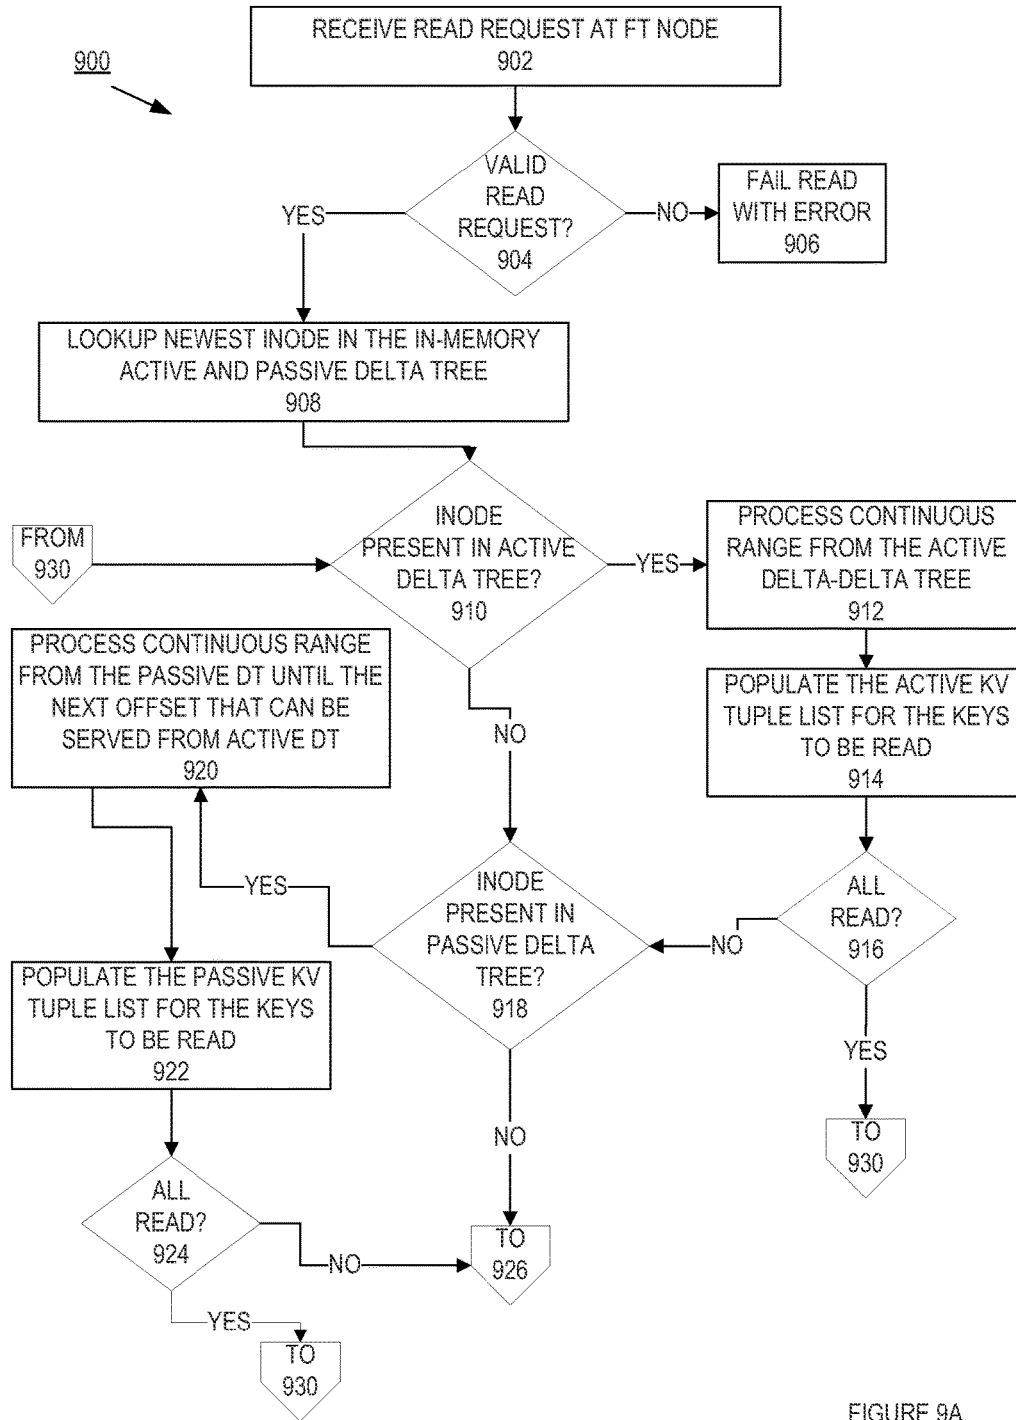 RECEIVE READ REQUEST AT FT NODE
902
900
VALID
READ
REQUEST?
904
YES
NO
FAIL READ
WITH ERROR
906
LOOKUP NEWEST INODE IN THE IN-MEMORY
ACTIVE AND PASSIVE DELTA TREE
908
FROM
930
INODE
PRESENT IN ACTIVE
DELTA TREE?
910
YES
PROCESS CONTINUOUS
RANGE FROM THE ACTIVE
DELTA-DELTA TREE
912
NO
POPULATE THE ACTIVE KV
TUPLE LIST FOR THE KEYS
TO BE READ
914
PROCESS CONTINUOUS RANGE
FROM THE PASSIVE DT UNTIL THE
NEXT OFFSET THAT CAN BE
SERVED FROM ACTIVE DT
920
YES
INODE
PRESENT IN
PASSIVE DELTA
TREE?
918
NO
ALL
READ?
916
YES
TO
930
POPULATE THE PASSIVE KV
TUPLE LIST FOR THE KEYS
TO BE READ
922
NO
ALL
READ?
924
NO
TO
926
YES
TO
930
FIGURE 9A